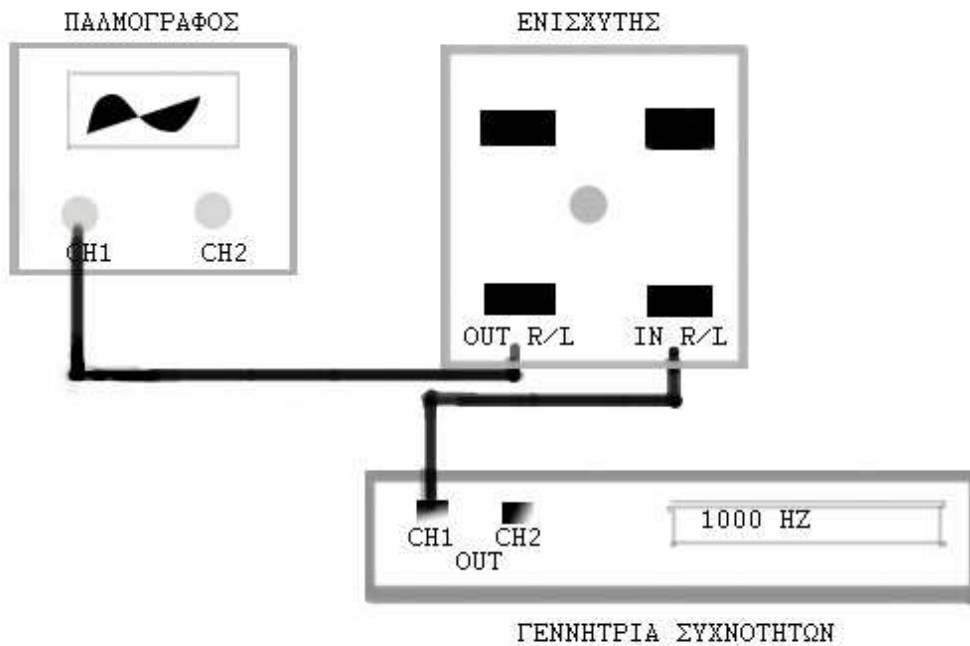 ΠΑΛΜΟΓΡΑΦΟΣ
ΕΝΙΣΧΥΤΗΣ
CH1 CH2
OUT R/L IN R/L
CH1 CH2
OUT
1000 HZ
ΓΕΝΝΗΤΡΙΑ ΣΥΧΝΟΤΗΤΩΝ